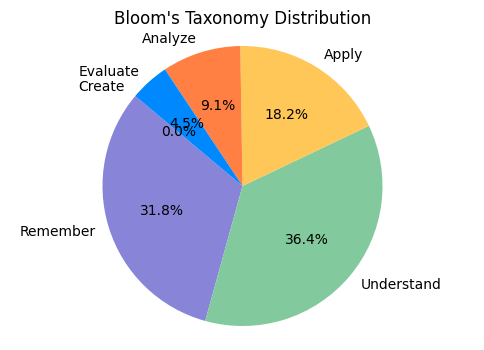 Bloom's Taxonomy Distribution
Analyze
Apply
Evaluate
Create
9.1%
18.2%
4.5%
0.0%
31.8%
Remember
36.4%
Understand